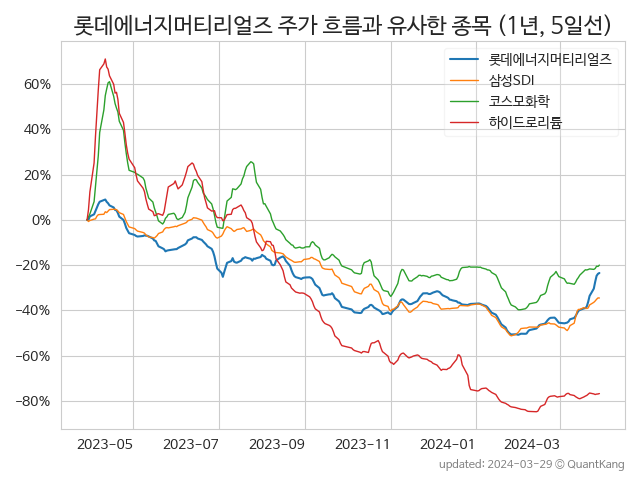 롯데에너지머티리얼즈 주가 흐름과 유사한 종목 (1년, 5일선)
롯데에너지머티리얼즈
삼성SDI
코스모화학
하이드로리튬
60%
40%
20%
0%
−20%
−40%
−60%
−80%
2023-05 2023-07 2023-09 2023-11 2024-01 2024-03
updated: 2024-03-29 © QuantKang